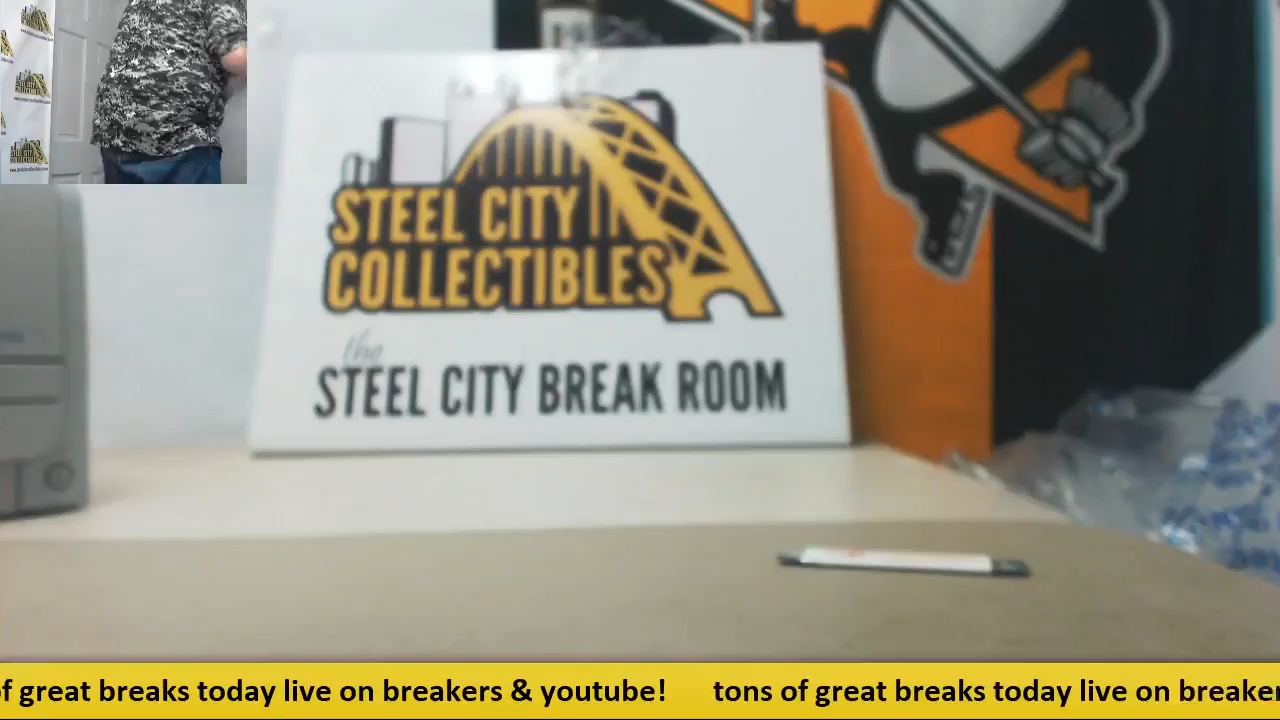 STEEL CITY
COLLECTIBLES
the
STEEL CITY BREAK ROOM
of great breaks today live on breakers & youtube! tons of great breaks today live on breaker